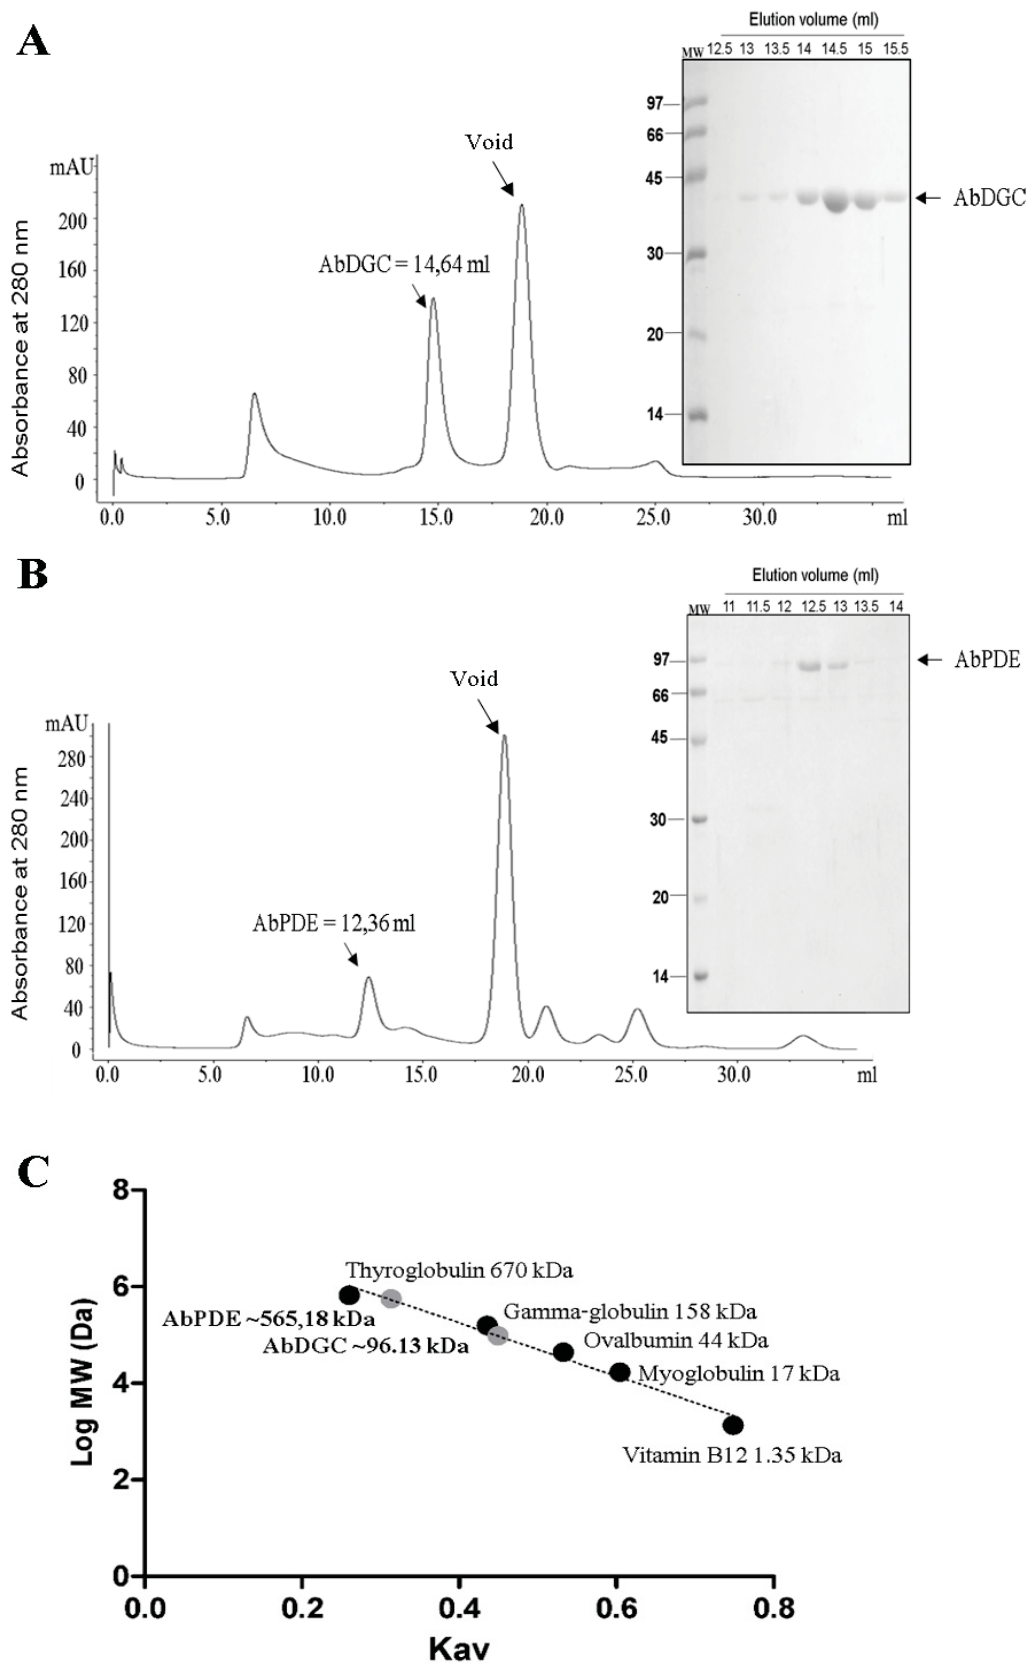 A
Elution volume (ml)
MW 12.5 13 13.5 14 14.5 15 15.5
97
66
45
30
20
14
AbDGC
Void
AbDGC = 14,64 ml
mAU
200
160
120
80
40
0
Absorbance at 280 nm
0.0 5.0 10.0 15.0 20.0 25.0 30.0 ml
B
Elution volume (ml)
MW 11 11.5 12 12.5 13 13.5 14
97
66
45
30
20
14
AbPDE
Void
AbPDE = 12,36 ml
mAU
280
240
200
160
120
80
40
0
Absorbance at 280 nm
0.0 5.0 10.0 15.0 20.0 25.0 30.0 ml
C
8
6
4
2
0
Log MW (Da)
Thyroglobulin 670 kDa
AbPDE ~565,18 kDa
Gamma-globulin 158 kDa
AbDGC ~96.13 kDa
Ovalbumin 44 kDa
Myoglobulin 17 kDa
Vitamin B12 1.35 kDa
0.0 0.2 0.4 0.6 0.8
Kav